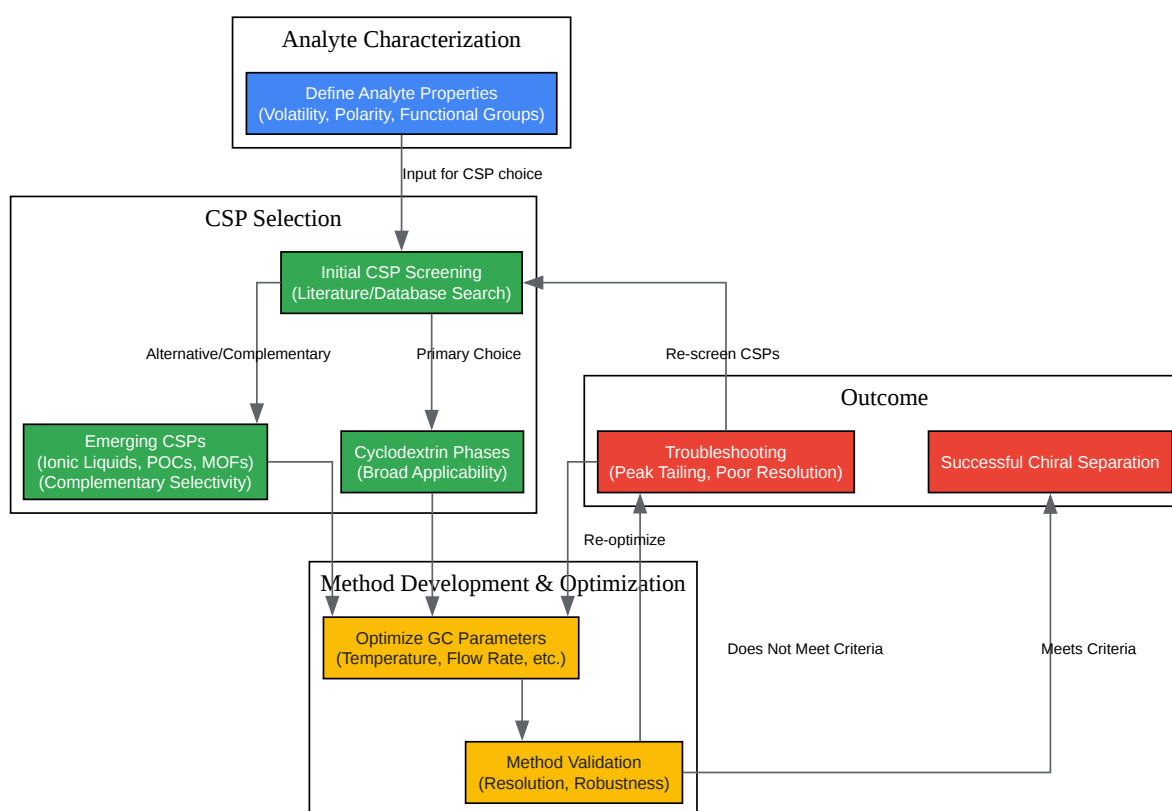 Analyte Characterization
Define Analyte Properties
(Volatility, Polarity, Functional Groups)
Input for CSP choice
CSP Selection
Initial CSP Screening
(Literature/Database Search)
Alternative/Complementary
Primary Choice
Re-screen CSPs
Outcome
Emerging CSPs
(Ionic Liquids, POCs, MOFs)
(Complementary Selectivity)
Cyclodextrin Phases
(Broad Applicability)
Troubleshooting
(Peak Tailing, Poor Resolution)
Successful Chiral Separation
Re-optimize
Method Development & Optimization
Optimize GC Parameters
(Temperature, Flow Rate, etc.)
Does Not Meet Criteria
Meets Criteria
Method Validation
(Resolution, Robustness)